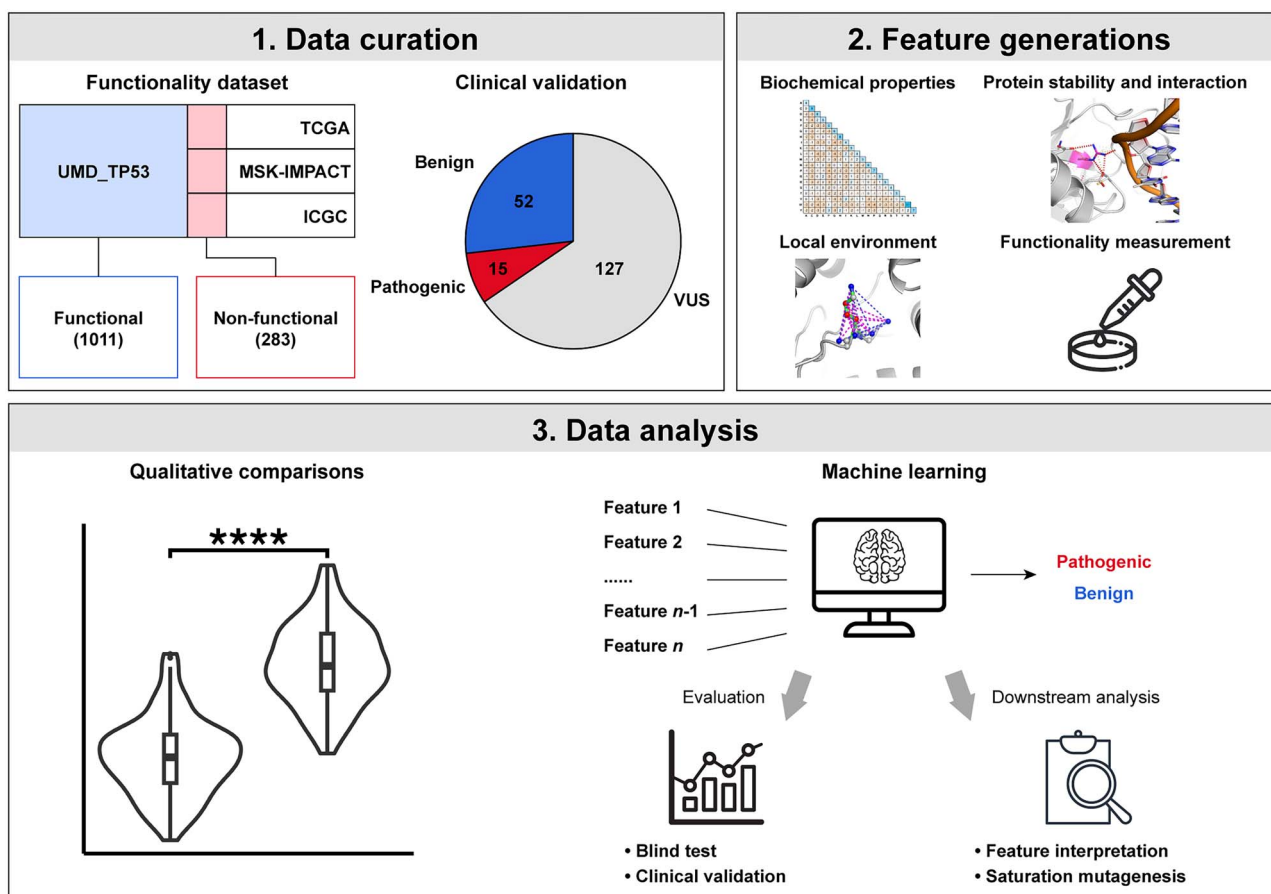 1. Data curation
Functionality dataset
UMD_TP53
TCGA
MSK-IMPACT
ICGC
Functional
(1011)
Non-functional
(283)
Clinical validation
Benign
52
Pathogenic
15
127
VUS
2. Feature generations
Biochemical properties
Protein stability and interaction
Local environment
Functionality measurement
3. Data analysis
Qualitative comparisons
****
Machine learning
Feature 1
Feature 2
......
Feature n-1
Feature n
Pathogenic
Benign
Evaluation
• Blind test
• Clinical validation
Downstream analysis
• Feature interpretation
• Saturation mutagenesis